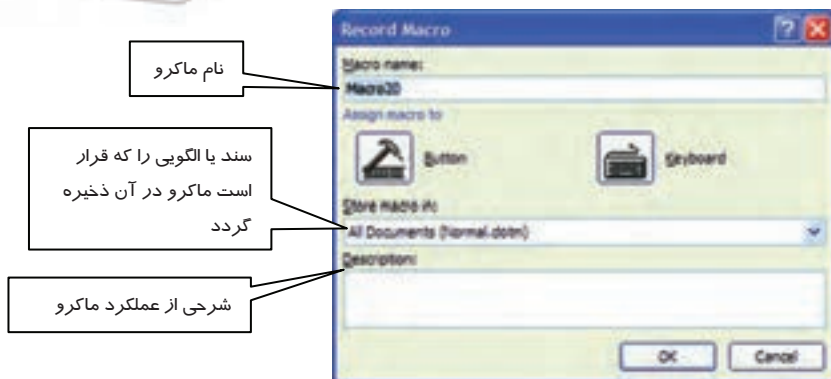 Record Macro
Macro name:
Macro20
نام ماکرو
Assign macro to
Button
Keyboard
سند یا الگویی را که قرار
است ماکرو در آن ذخیره
گردد
Store macro in:
All Documents (Normal.dotm)
Description:
شرحی از عملکرد ماکرو
OK
Cancel